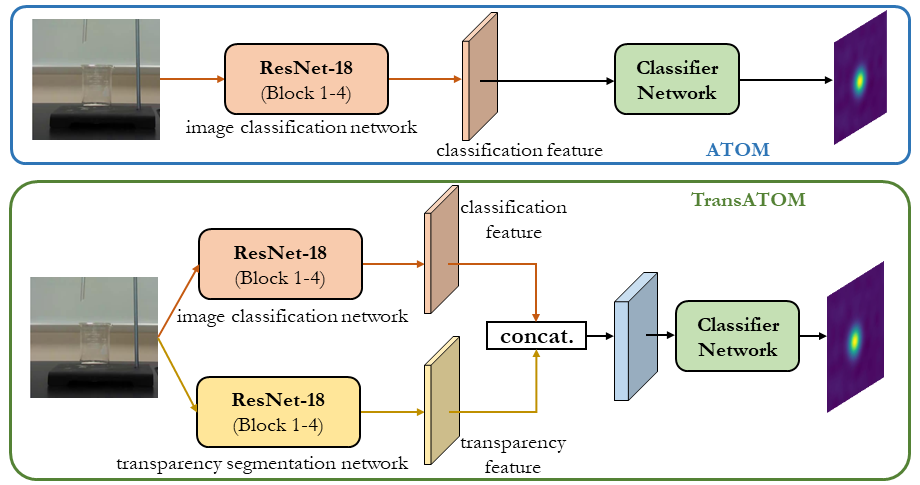 ResNet-18
(Block 1-4)
image classification network
classification feature
Classifier
Network
ATOM
TransATOM
classification
feature
ResNet-18
(Block 1-4)
image classification network
concat.
Classifier
Network
ResNet-18
(Block 1-4)
transparency segmentation network
transparency
feature